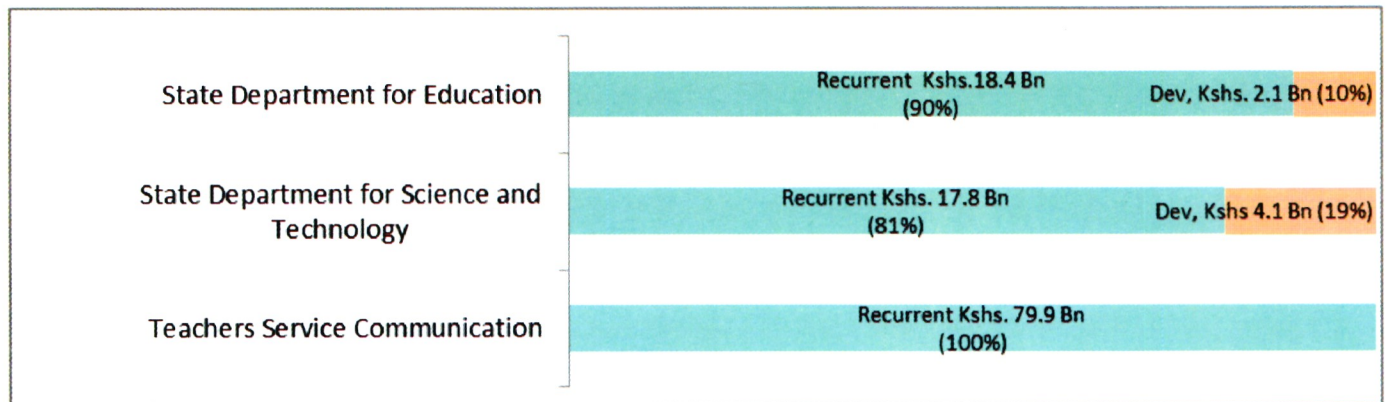 State Department for Education
Recurrent Kshs.18.4 Bn
(90%)
Dev, Kshs. 2.1 Bn (10%)
State Department for Science and
Technology
Recurrent Kshs. 17.8 Bn
(81%)
Dev, Kshs 4.1 Bn (19%)
Teachers Service Communication
Recurrent Kshs. 79.9 Bn
(100%)